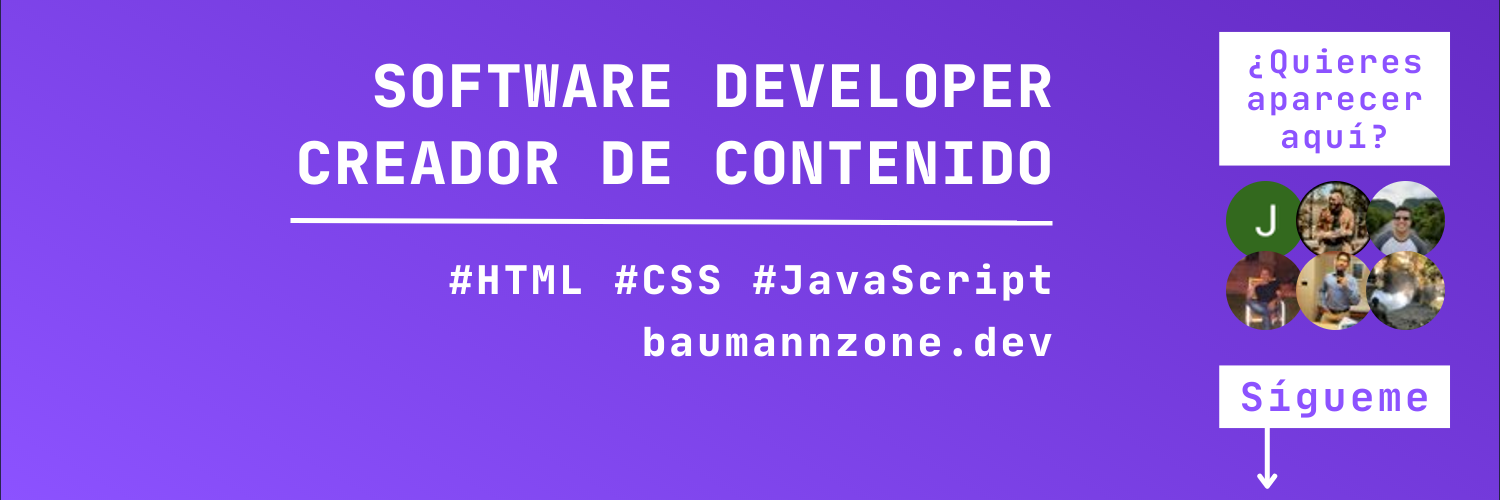 SOFTWARE DEVELOPER
CREADOR DE CONTENIDO
#HTML #CSS #JavaScript
baumannzone.dev
¿Quieres
aparecer
aquí?
J
Sígueme